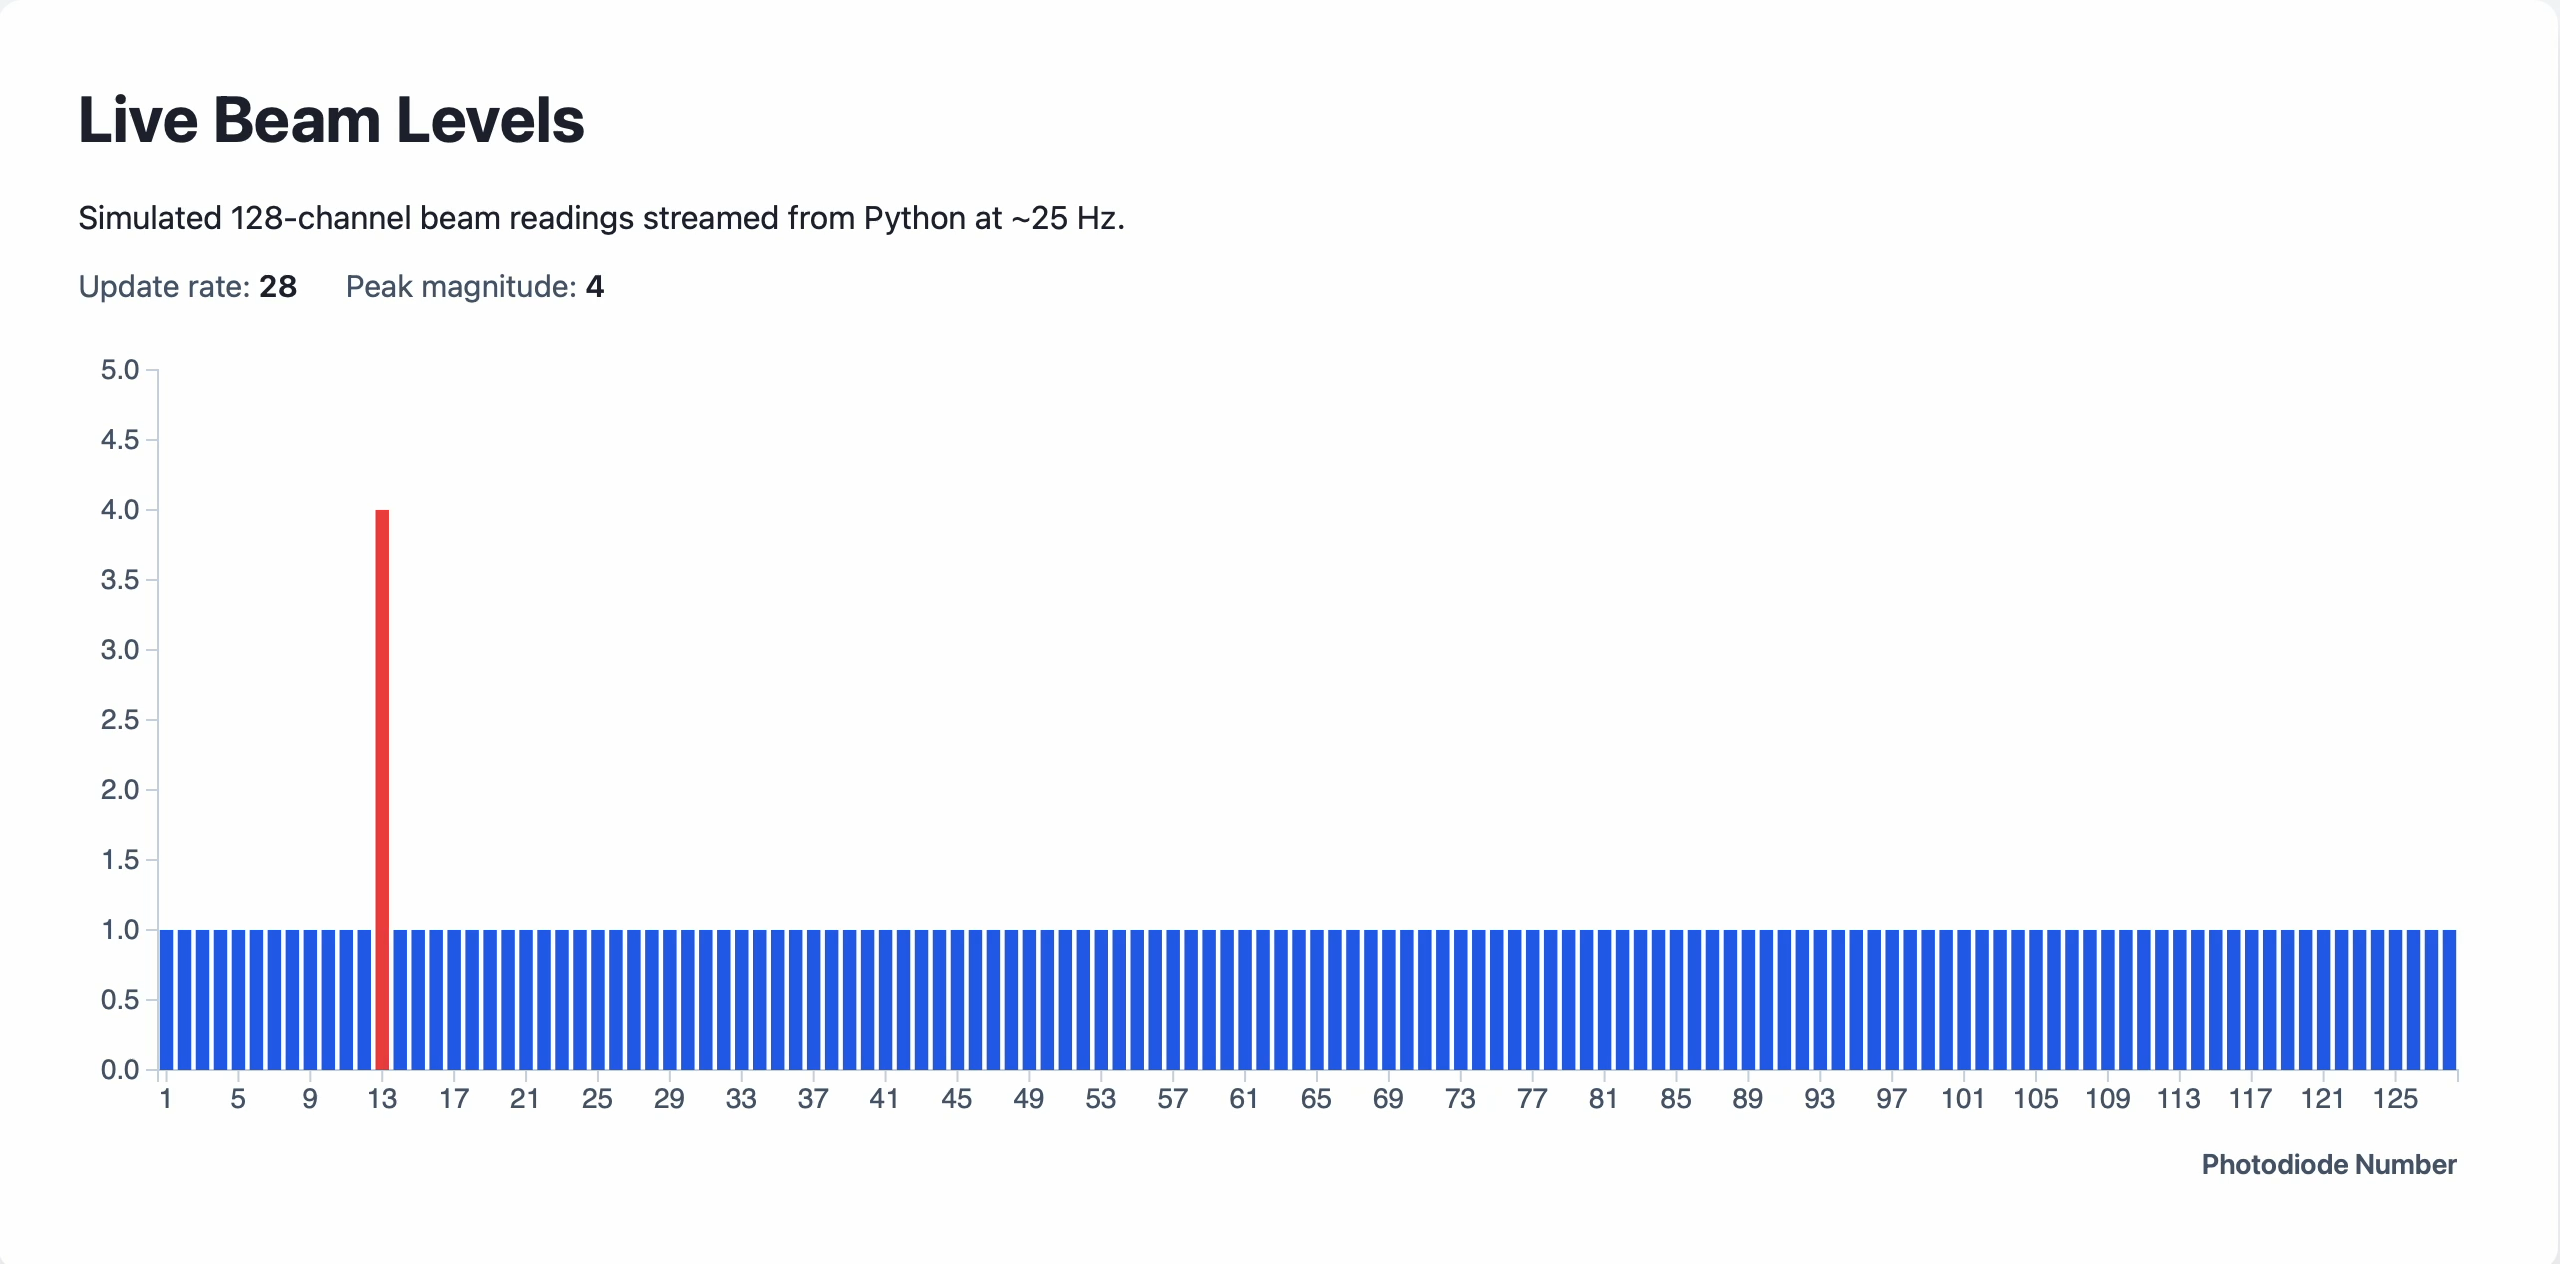 Live Beam Levels
Simulated 128-channel beam readings streamed from Python at ~25 Hz.
Update rate: 28 Peak magnitude: 4
5.0
4.5
4.0
3.5
3.0
2.5
2.0
1.5
1.0
0.5
0.0
1 5 9 13 17 21 25 29 33 37 41 45 49 53 57 61 65 69 73 77 81 85 89 93 97 101 105 109 113 117 121 125
Photodiode Number